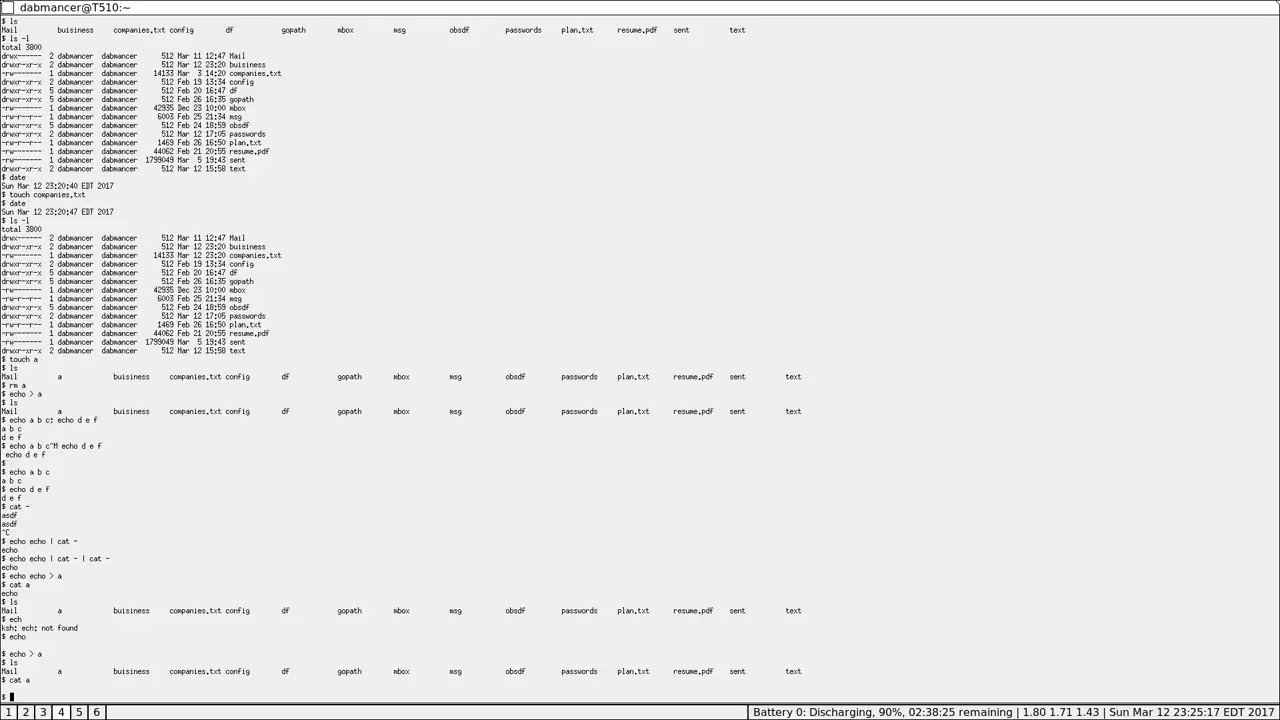 dabmancer@T510:~
$ ls
Mail buisiness companies.txt config df gopath mbox msg obsdf passwords plan.txt resume.pdf sent text
$ ls -l
total 3800
drwx------ 2 dabmancer dabmancer 512 Mar 11 12:47 Mail
drwxr-xr-x 2 dabmancer dabmancer 512 Mar 12 23:20 buisiness
-rw------- 1 dabmancer dabmancer 14133 Mar 3 14:20 companies.txt
drwxr-xr-x 2 dabmancer dabmancer 512 Feb 19 13:34 config
drwxr-xr-x 5 dabmancer dabmancer 512 Feb 20 16:47 df
drwxr-xr-x 5 dabmancer dabmancer 512 Feb 26 16:35 gopath
-rw------- 1 dabmancer dabmancer 42935 Dec 23 10:00 mbox
-rw-r--r-- 1 dabmancer dabmancer 6003 Feb 25 21:34 msg
drwxr-xr-x 5 dabmancer dabmancer 512 Feb 24 18:59 obsdf
drwxr-xr-x 2 dabmancer dabmancer 512 Mar 12 17:05 passwords
-rw-r--r-- 1 dabmancer dabmancer 1469 Feb 26 16:50 plan.txt
-rw------- 1 dabmancer dabmancer 44062 Feb 21 20:55 resume.pdf
-rw------- 1 dabmancer dabmancer 1799049 Mar 5 19:43 sent
drwxr-xr-x 2 dabmancer dabmancer 512 Mar 12 15:58 text
$ date
Sun Mar 12 23:20:40 EDT 2017
$ touch companies.txt
$ date
Sun Mar 12 23:20:47 EDT 2017
$ ls -l
total 3800
drwx------ 2 dabmancer dabmancer 512 Mar 11 12:47 Mail
drwxr-xr-x 2 dabmancer dabmancer 512 Mar 12 23:20 buisiness
-rw------- 1 dabmancer dabmancer 14133 Mar 12 23:20 companies.txt
drwxr-xr-x 2 dabmancer dabmancer 512 Feb 19 13:34 config
drwxr-xr-x 5 dabmancer dabmancer 512 Feb 20 16:47 df
drwxr-xr-x 5 dabmancer dabmancer 512 Feb 26 16:35 gopath
-rw------- 1 dabmancer dabmancer 42935 Dec 23 10:00 mbox
-rw-r--r-- 1 dabmancer dabmancer 6003 Feb 25 21:34 msg
drwxr-xr-x 5 dabmancer dabmancer 512 Feb 24 18:59 obsdf
drwxr-xr-x 2 dabmancer dabmancer 512 Mar 12 17:05 passwords
-rw-r--r-- 1 dabmancer dabmancer 1469 Feb 26 16:50 plan.txt
-rw------- 1 dabmancer dabmancer 44062 Feb 21 20:55 resume.pdf
-rw------- 1 dabmancer dabmancer 1799049 Mar 5 19:43 sent
drwxr-xr-x 2 dabmancer dabmancer 512 Mar 12 15:58 text
$ touch a
$ ls
Mail a buisiness companies.txt config df gopath mbox msg obsdf passwords plan.txt resume.pdf sent text
$ rm a
$ echo > a
$ ls
Mail a buisiness companies.txt config df gopath mbox msg obsdf passwords plan.txt resume.pdf sent text
$ echo a b c; echo d e f
a b c
d e f
$ echo a b c^M echo d e f
 echo d e f
$
$ echo a b c
a b c
$ echo d e f
d e f
$ cat -
asdf
asdf
^C
$ echo echo | cat -
echo
$ echo echo | cat - | cat -
echo
$ echo echo > a
$ cat a
echo
$ ls
Mail a buisiness companies.txt config df gopath mbox msg obsdf passwords plan.txt resume.pdf sent text
$ ech
ksh: ech: not found
$ echo

$ echo > a
$ ls
Mail a buisiness companies.txt config df gopath mbox msg obsdf passwords plan.txt resume.pdf sent text
$ cat a

$
1 2 3 4 5 6 Battery 0: Discharging, 90%, 02:38:25 remaining | 1.80 1.71 1.43 | Sun Mar 12 23:25:17 EDT 2017